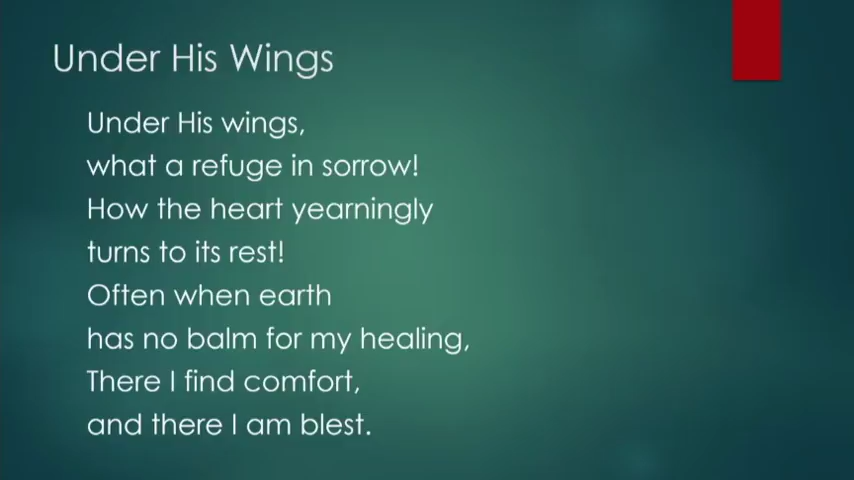 Under His Wings
Under His wings,
what a refuge in sorrow!
How the heart yearningly
turns to its rest!
Often when earth
has no balm for my healing,
There I find comfort,
and there I am blest.